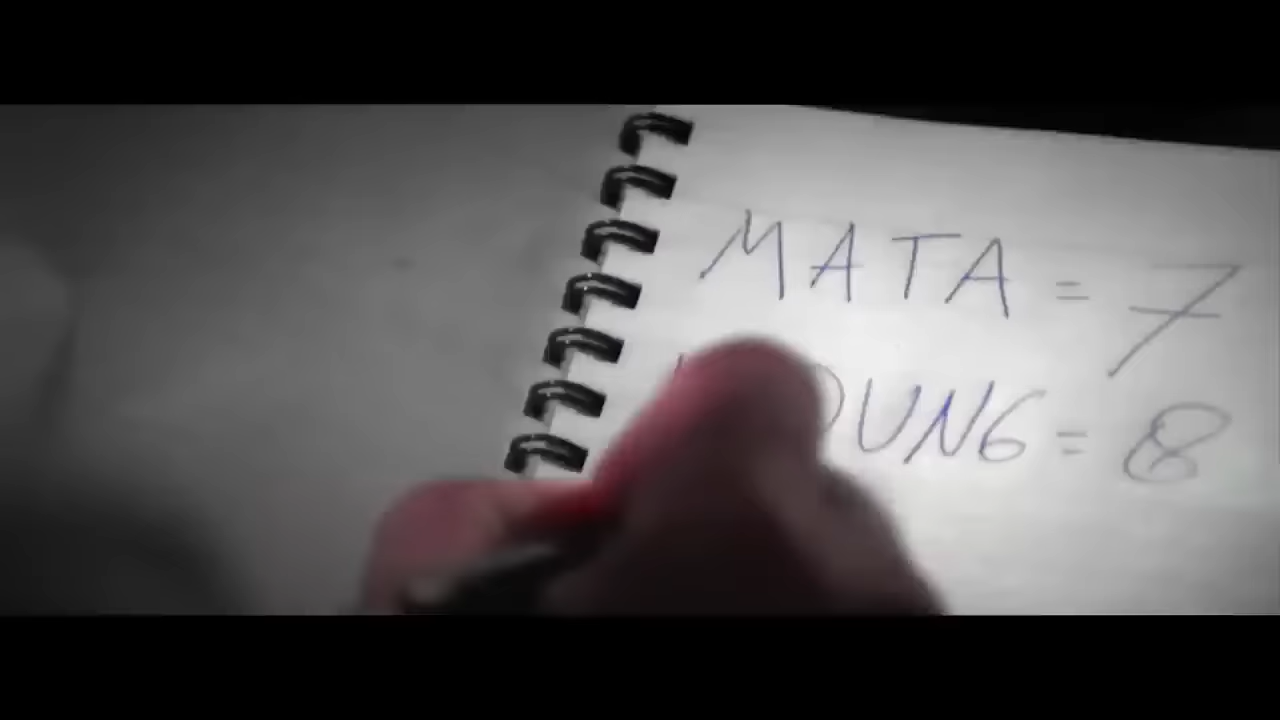 MATA = 7
= 8